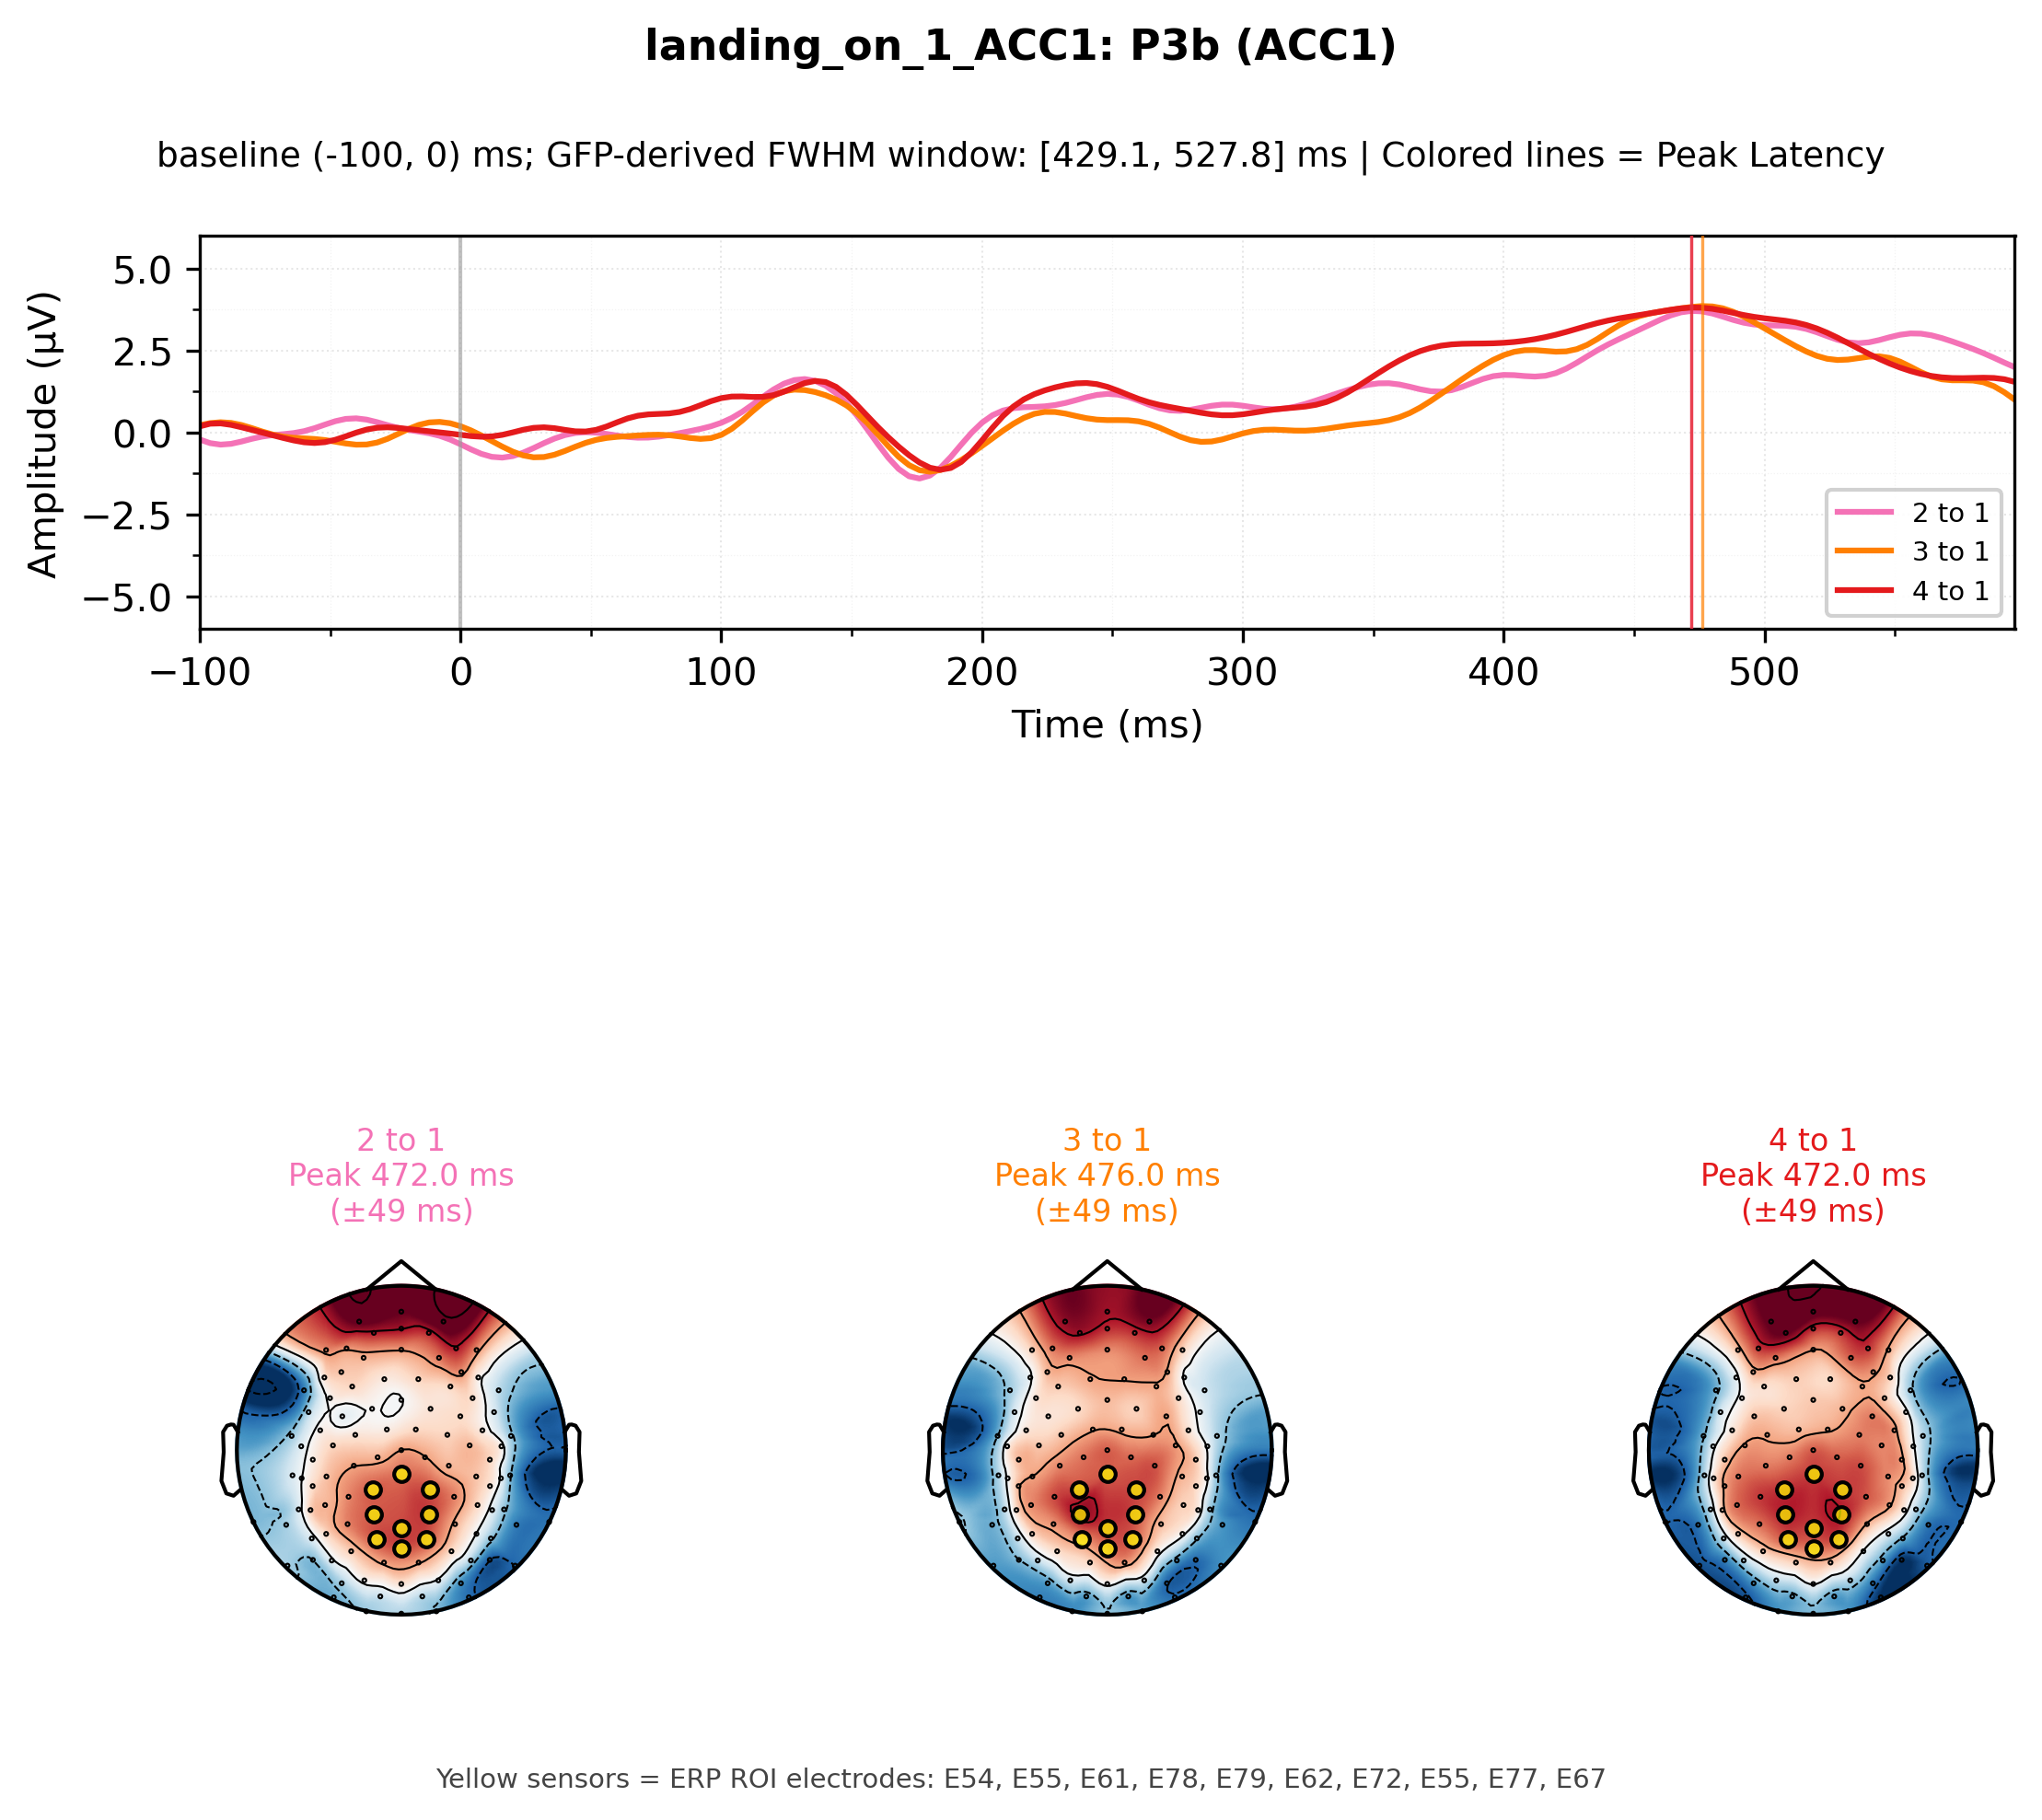 landing_on_1_ACC1: P3b (ACC1)
baseline (-100, 0) ms; GFP-derived FWHM window: [429.1, 527.8] ms | Colored lines = Peak Latency
Amplitude (µV)
5.0
2.5
0.0
−2.5
−5.0
2 to 1
3 to 1
4 to 1
−100
0
100
200
300
400
500
Time (ms)
2 to 1
Peak 472.0 ms
(±49 ms)
3 to 1
Peak 476.0 ms
(±49 ms)
4 to 1
Peak 472.0 ms
(±49 ms)
Yellow sensors = ERP ROI electrodes: E54, E55, E61, E78, E79, E62, E72, E55, E77, E67